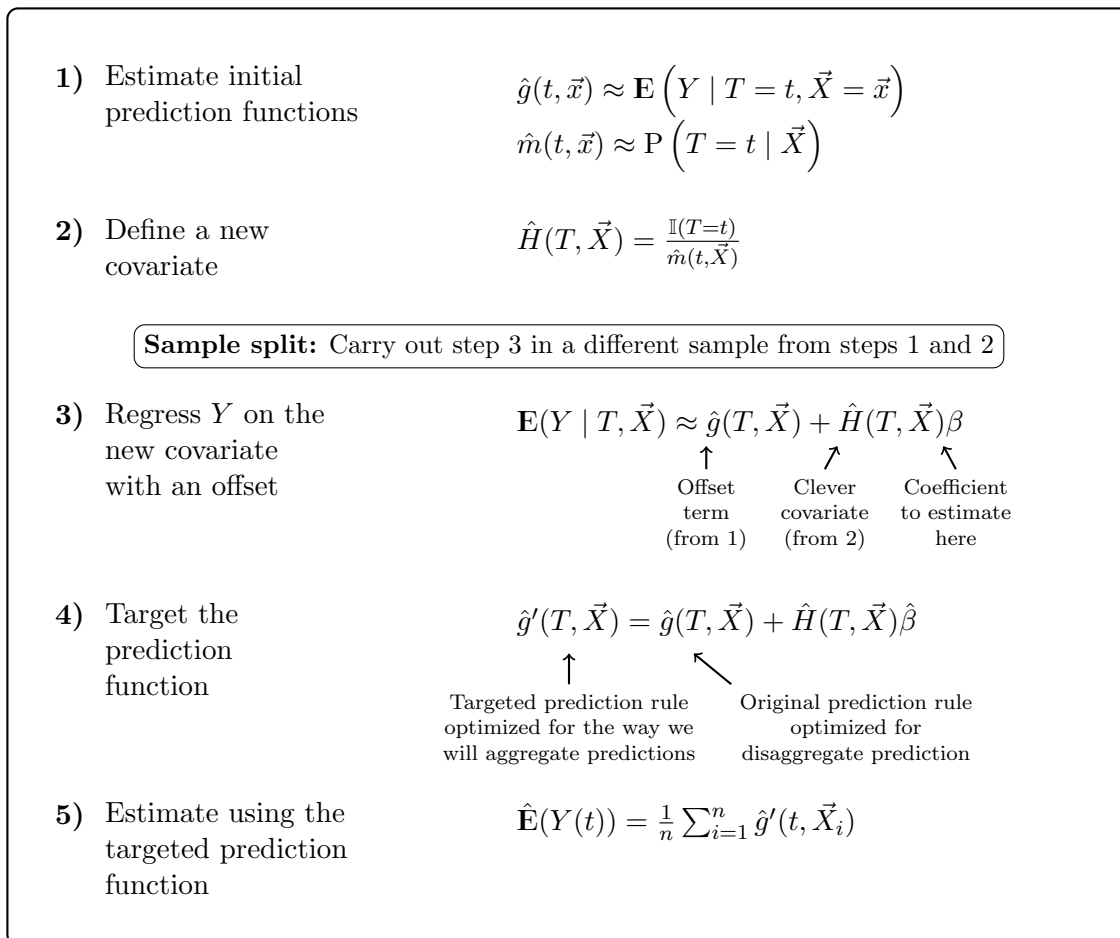 1) Estimate initial
prediction functions
ĝ(t, x⃗) ≈ E (Y | T = t, X⃗ = x⃗)
m̂(t, x⃗) ≈ P (T = t | X⃗)
2) Define a new
covariate
Ĥ(T, X⃗) = 𝕀(T=t) / m̂(t,X⃗)
Sample split: Carry out step 3 in a different sample from steps 1 and 2
3) Regress Y on the
new covariate
with an offset
E(Y | T, X⃗) ≈ ĝ(T, X⃗) + Ĥ(T, X⃗)β
Offset
term
(from 1)
Clever
covariate
(from 2)
Coefficient
to estimate
here
4) Target the
prediction
function
ĝ′(T, X⃗) = ĝ(T, X⃗) + Ĥ(T, X⃗)β̂
Targeted prediction rule
optimized for the way we
will aggregate predictions
Original prediction rule
optimized for
disaggregate prediction
5) Estimate using the
targeted prediction
function
Ê(Y(t)) = 1/n ∑ⁿᵢ₌₁ ĝ′(t, X⃗ᵢ)